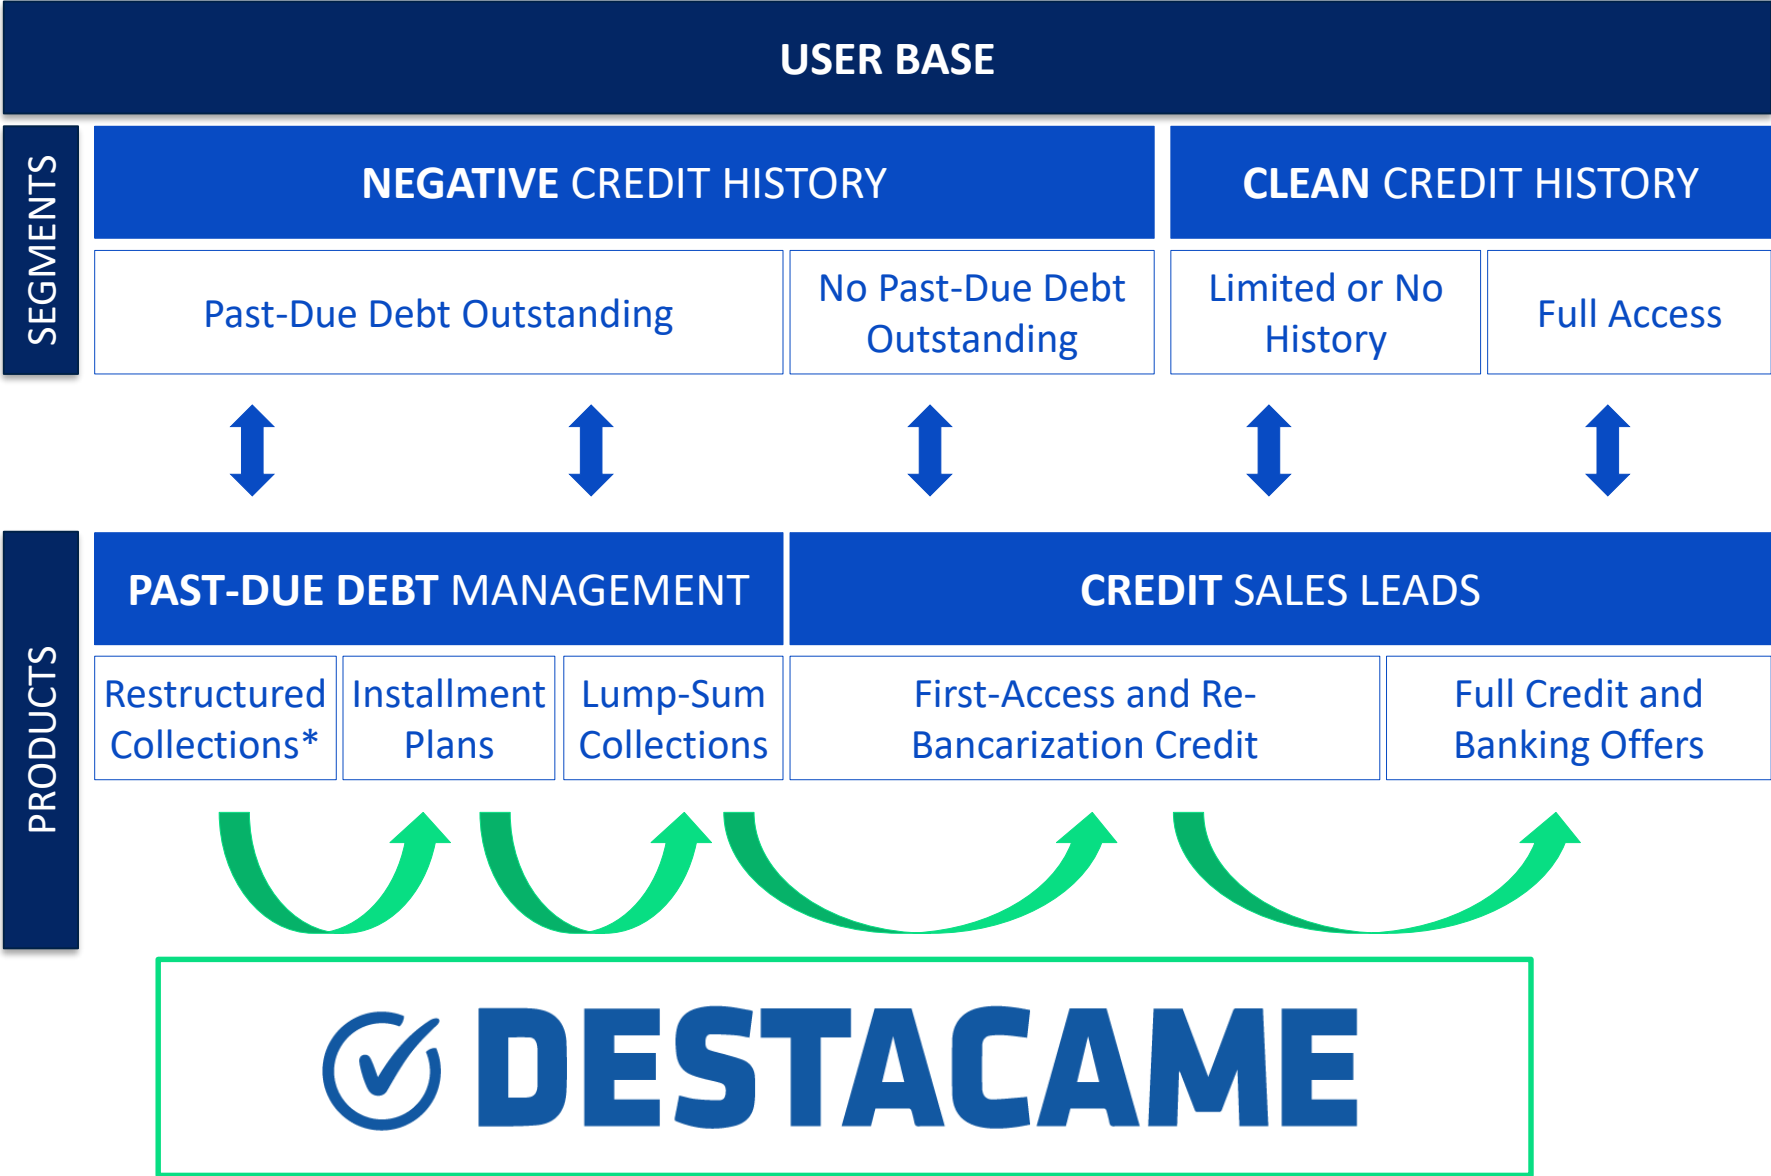 USER BASE
SEGMENTS
NEGATIVE CREDIT HISTORY
CLEAN CREDIT HISTORY
Past-Due Debt Outstanding
No Past-Due Debt
Outstanding
Limited or No
History
Full Access
PRODUCTS
PAST-DUE DEBT MANAGEMENT
CREDIT SALES LEADS
Restructured
Collections*
Installment
Plans
Lump-Sum
Collections
First-Access and Re-
Bancarization Credit
Full Credit and
Banking Offers
DESTACAME